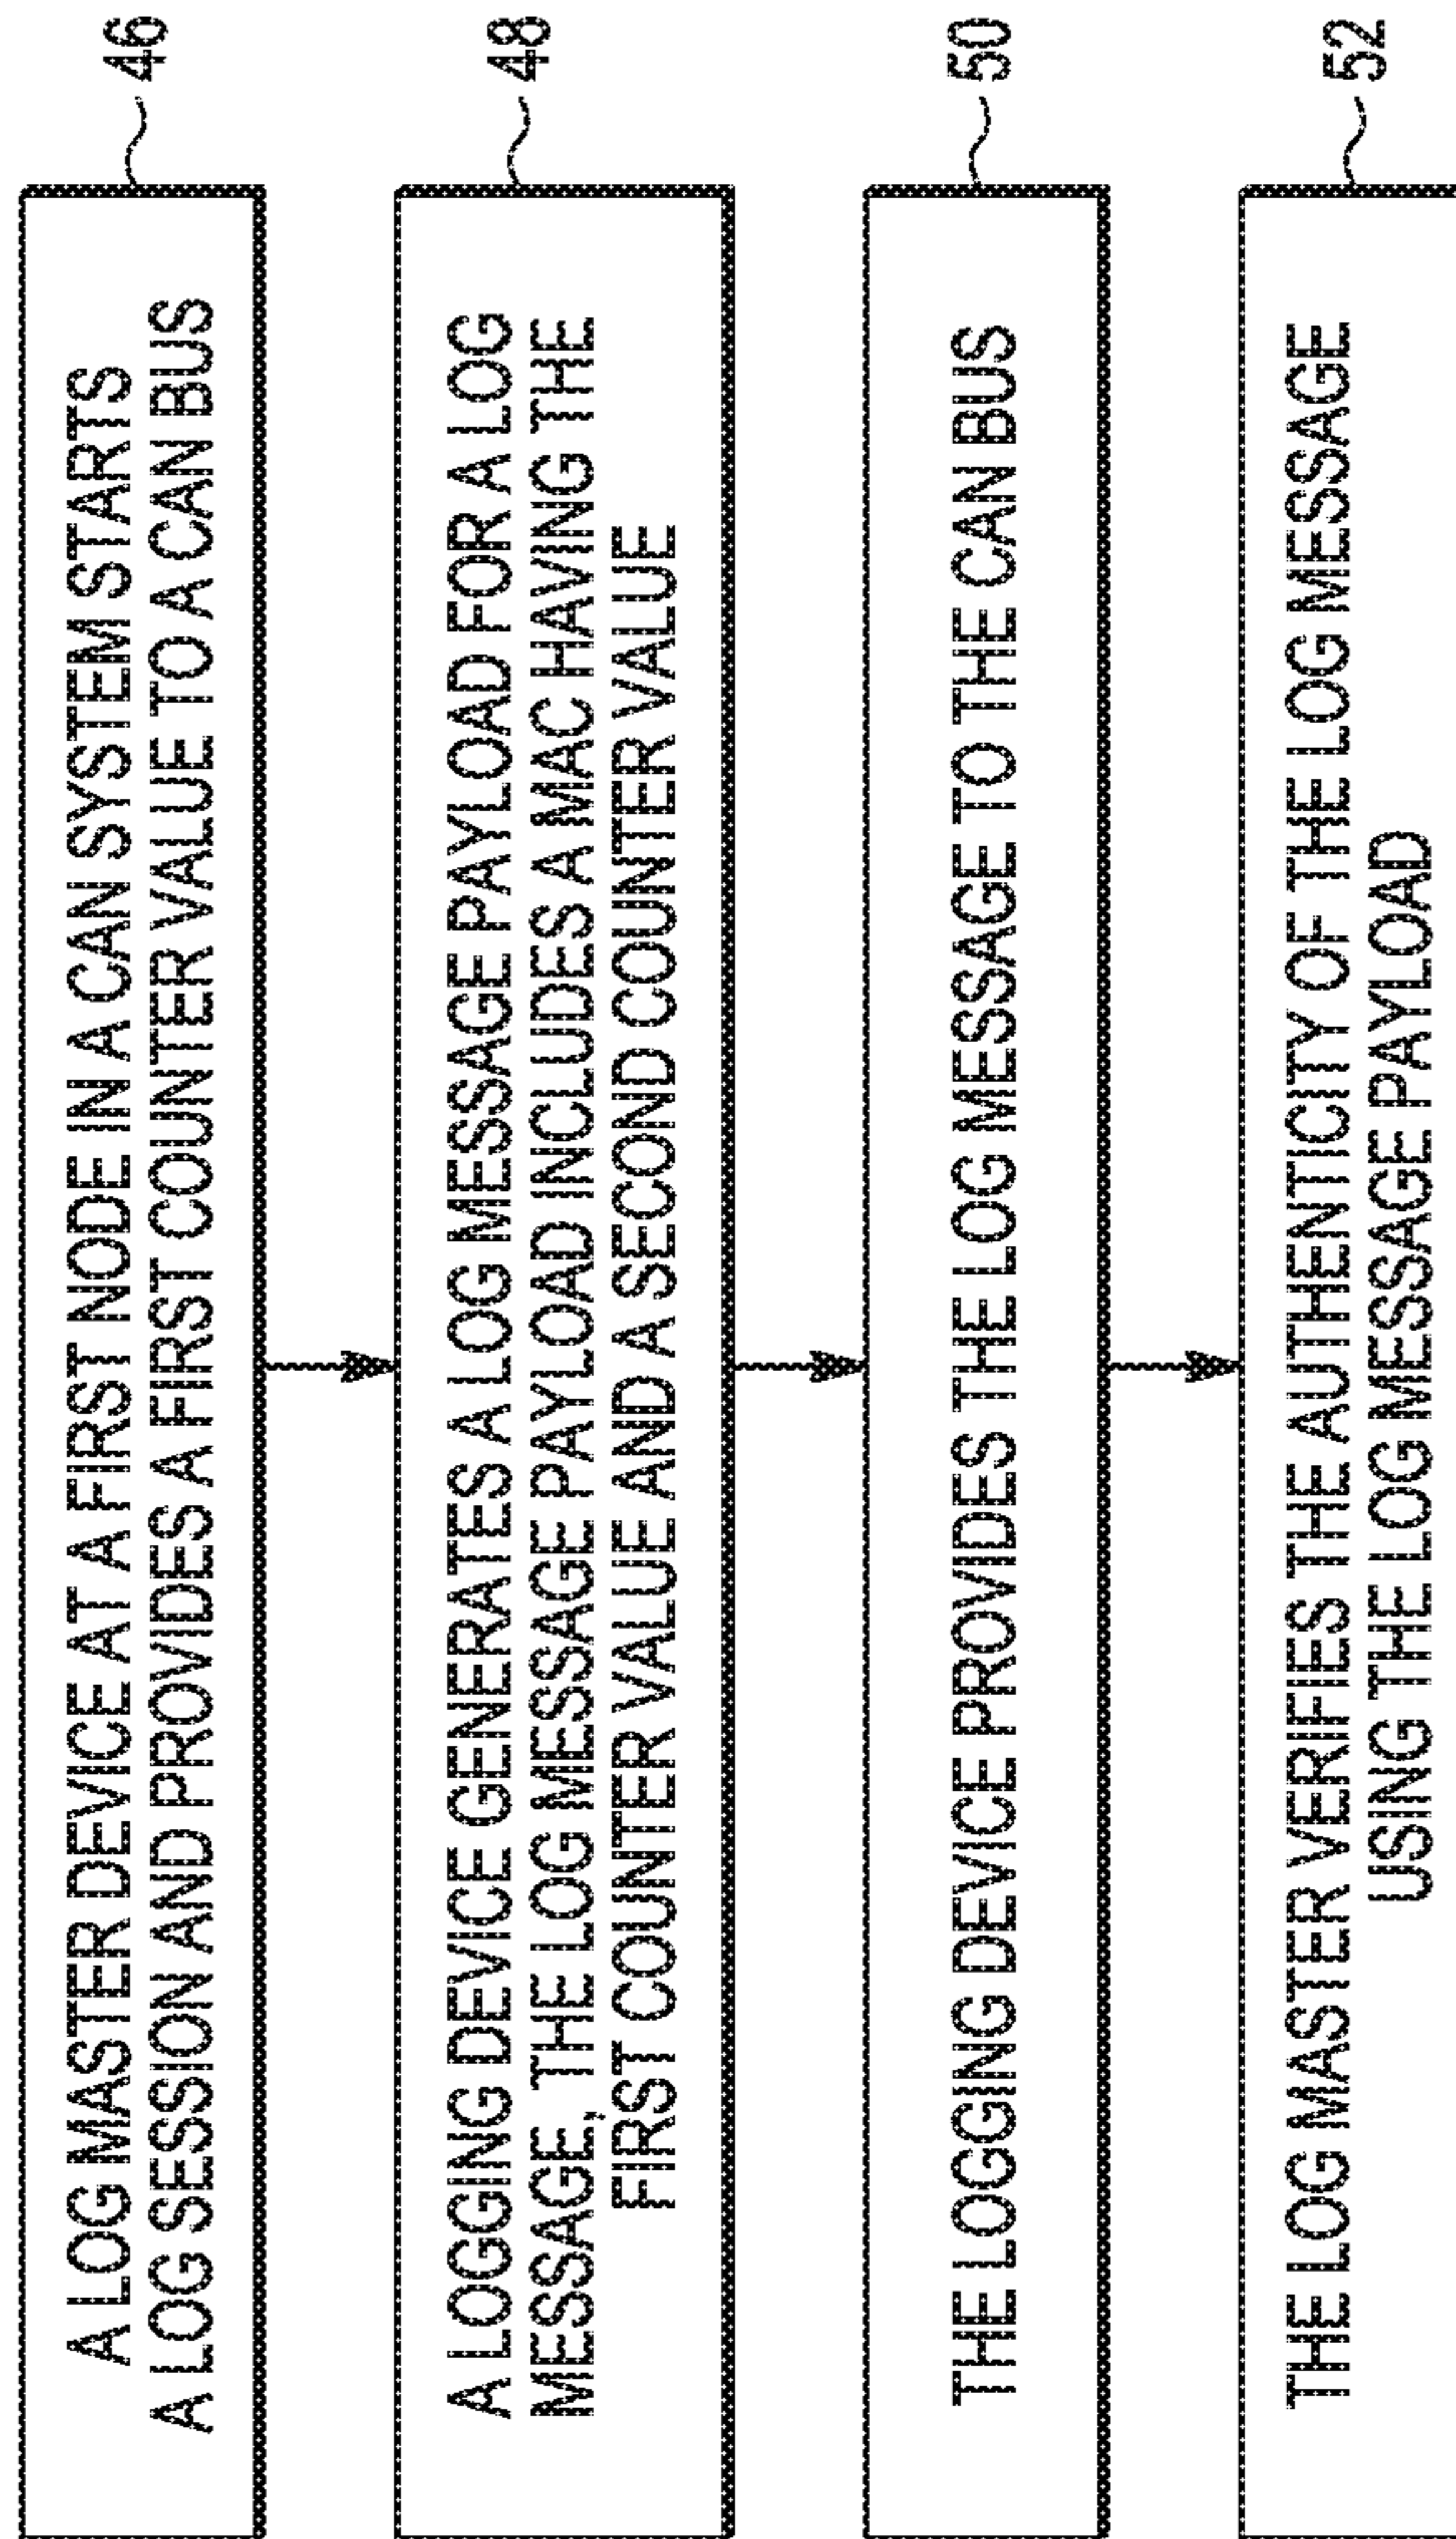 A LOG MASTER DEVICE AT A FIRST NODE IN A CAN SYSTEM STARTS
A LOG SESSION AND PROVIDES A FIRST COUNTER VALUE TO A CAN BUS
46
A LOGGING DEVICE GENERATES A LOG MESSAGE PAYLOAD FOR A LOG
MESSAGE, THE LOG MESSAGE PAYLOAD INCLUDES A MAC HAVING THE
FIRST COUNTER VALUE AND A SECOND COUNTER VALUE
48
THE LOGGING DEVICE PROVIDES THE LOG MESSAGE TO THE CAN BUS
50
THE LOG MASTER VERIFIES THE AUTHENTICITY OF THE LOG MESSAGE
USING THE LOG MESSAGE PAYLOAD
52